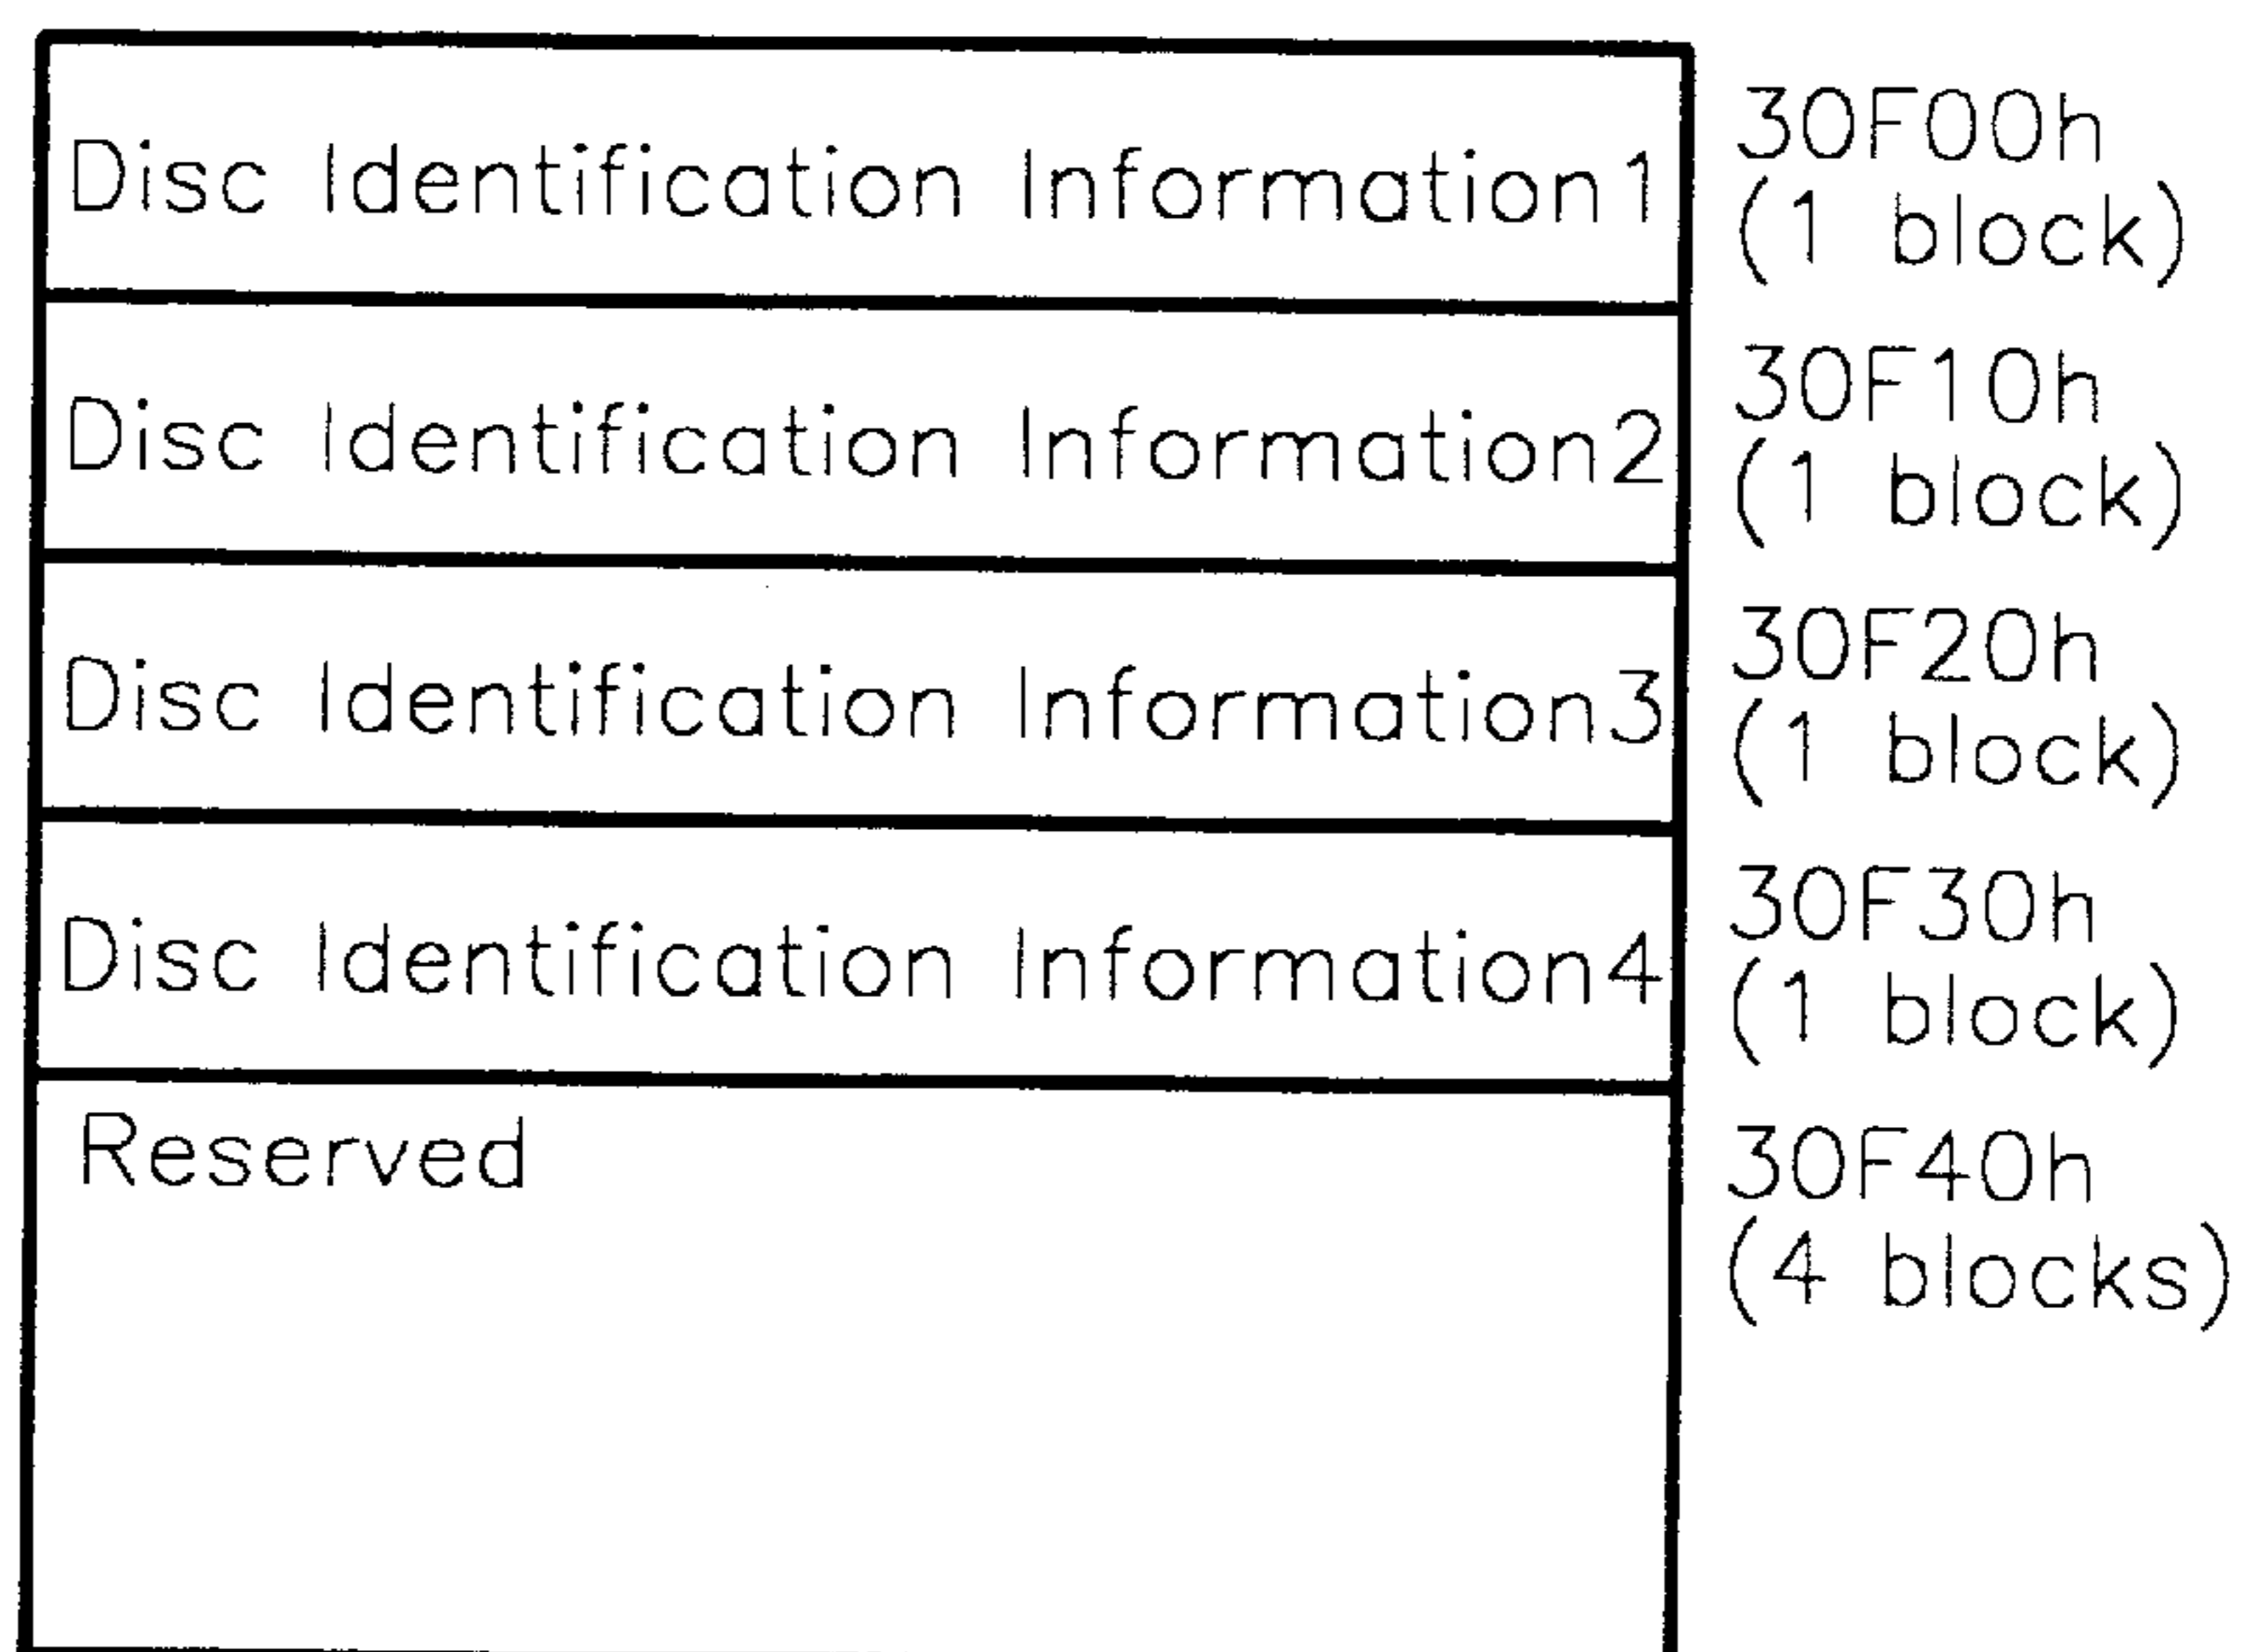 Disc Identification Information1
30F00h
(1 block)
Disc Identification Information2
30F10h
(1 block)
Disc Identification Information3
30F20h
(1 block)
Disc Identification Information4
30F30h
(1 block)
Reserved
30F40h
(4 blocks)